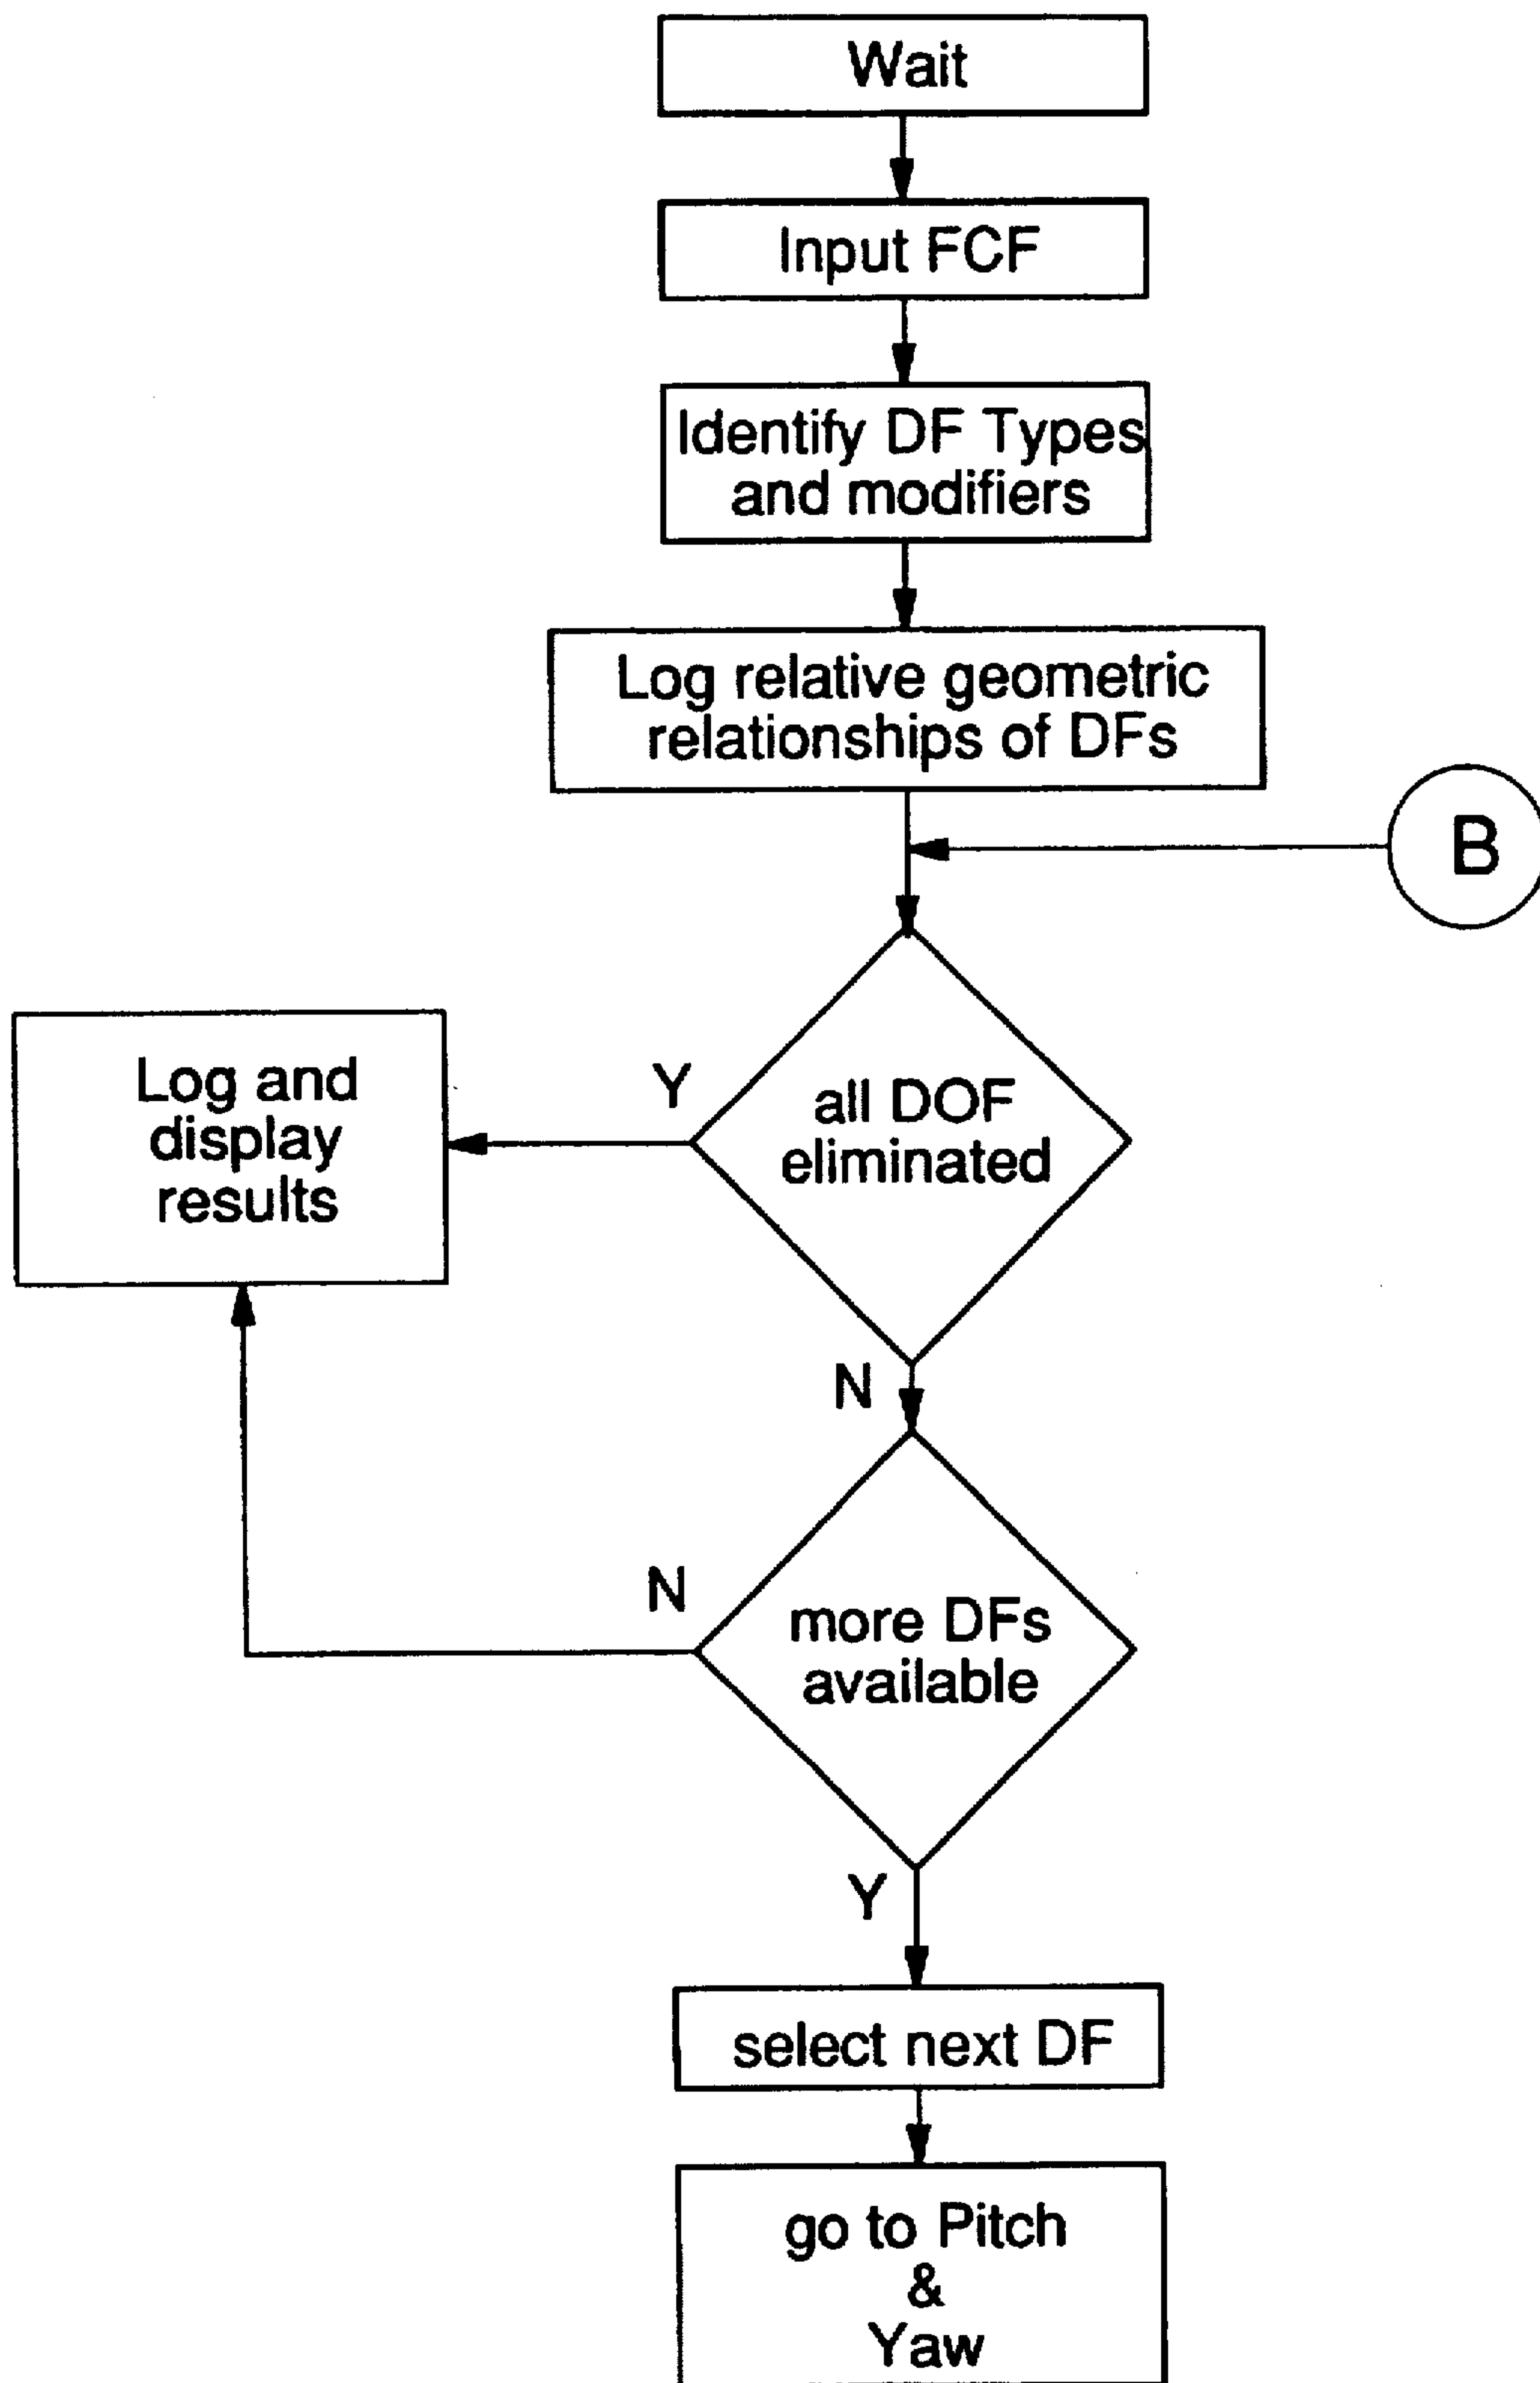 Wait
Input FCF
Identify DF Types
and modifiers
Log relative geometric
relationships of DFs
B
Log and
display
results
Y
all DOF
eliminated
N
N
more DFs
available
Y
select next DF
go to Pitch
&
Yaw